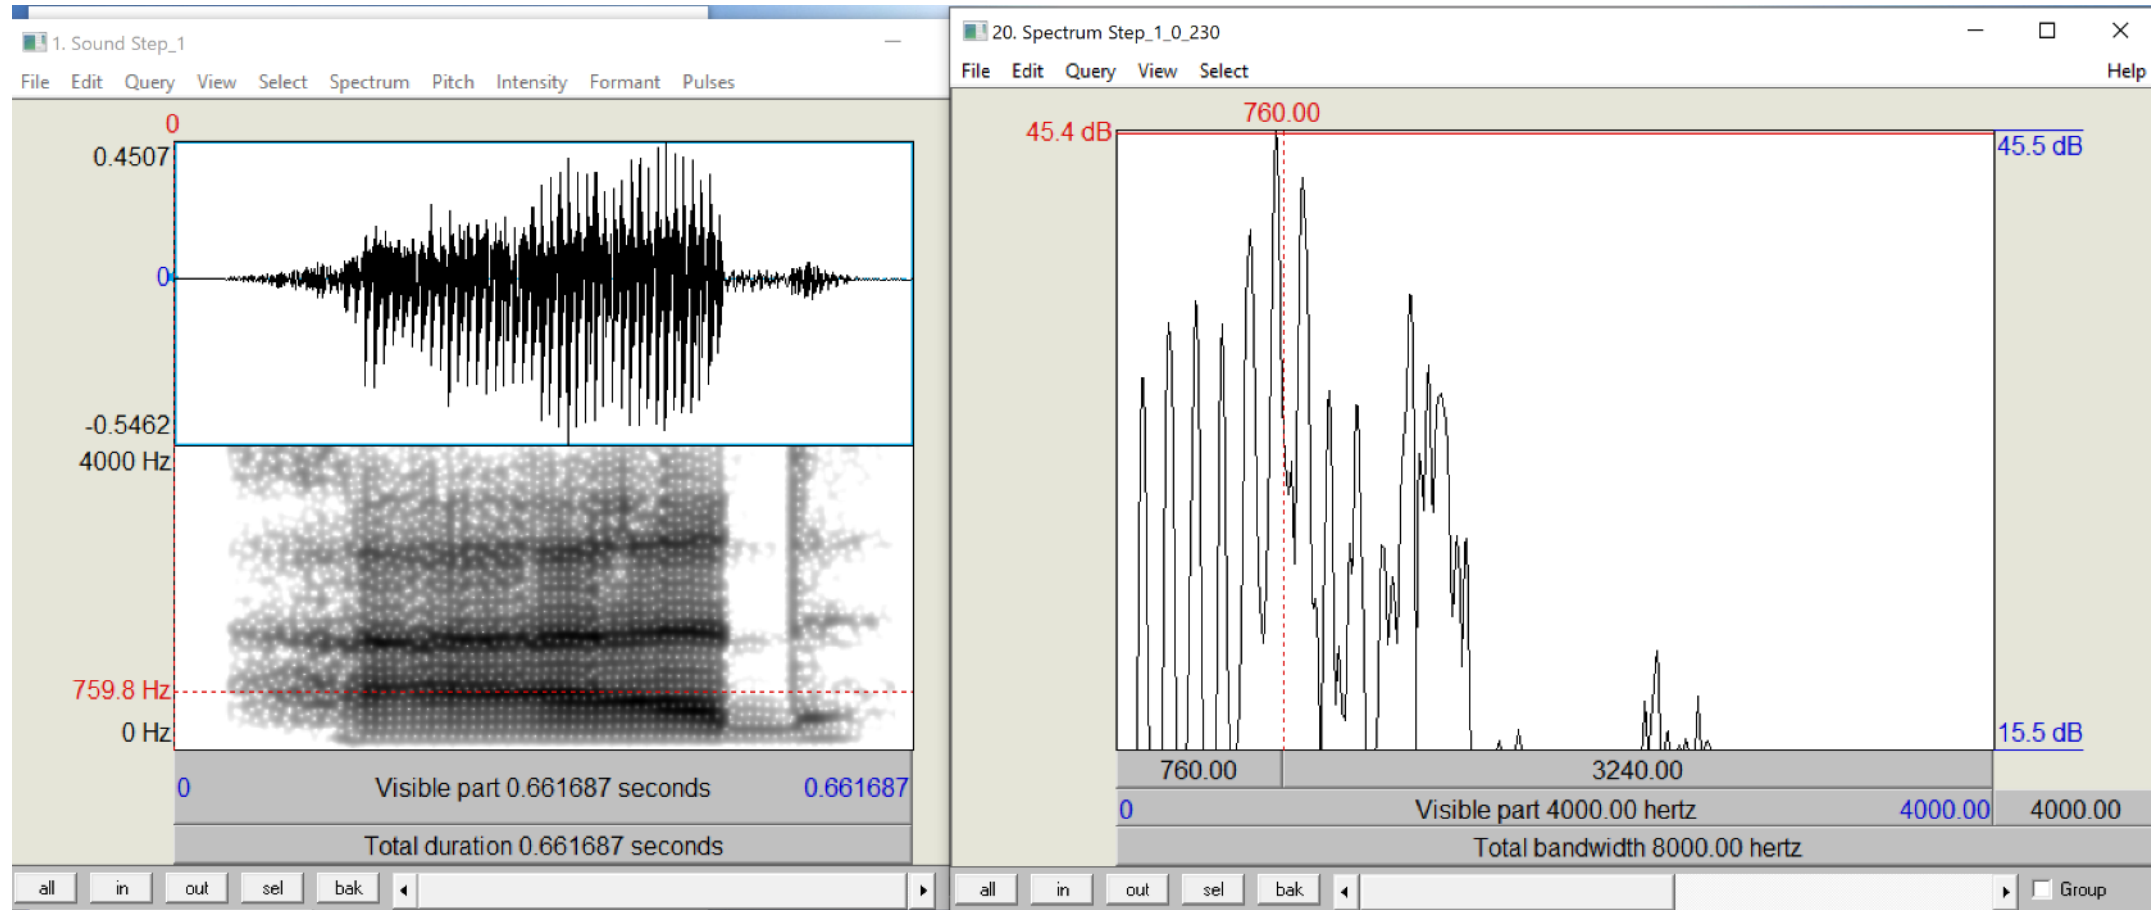 1. Sound Step_1
File Edit Query View Select Spectrum Pitch Intensity Formant Pulses
0
0.4507
0
-0.5462
4000 Hz
759.8 Hz
0 Hz
0 Visible part 0.661687 seconds 0.661687
Total duration 0.661687 seconds
all in out sel bak
20. Spectrum Step_1_0_230
File Edit Query View Select Help
760.00
45.4 dB
45.5 dB
15.5 dB
760.00 3240.00
0 Visible part 4000.00 hertz 4000.00 4000.00
Total bandwidth 8000.00 hertz
all in out sel bak Group